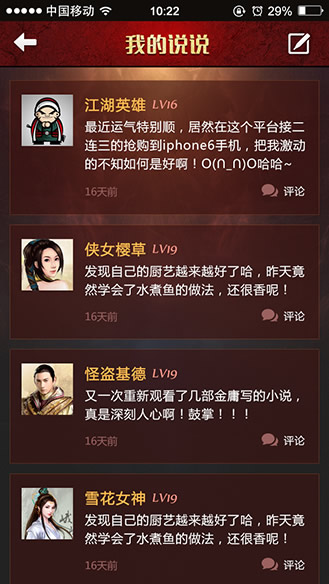 中国移动 10:22 29%
我的说说
江湖英雄 LV16
最近运气特别顺，居然在这个平台接二
连三的抢购到iphone6手机，把我激动
的不知如何是好啊！O(∩_∩)O哈哈~
16天前 评论
侠女樱草 LV19
发现自己的厨艺越来越好了哈，昨天竟
然学会了水煮鱼的做法，还很香呢！
16天前 评论
怪盗基德 LV19
又一次重新观看了几部金庸写的小说，
真是深刻人心啊！鼓掌！！！
16天前 评论
雪花女神 LV19
发现自己的厨艺越来越好了哈，昨天竟
然学会了水煮鱼的做法，还很香呢！
16天前 评论